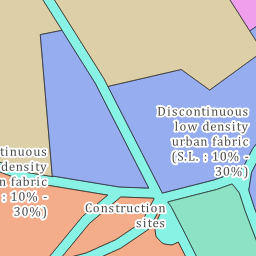 Discontinuous
low density
urban fabric
(S.L. : 10% -
30%)
tinuous
density
n fabric
: 10% -
30%)
Construction
sites